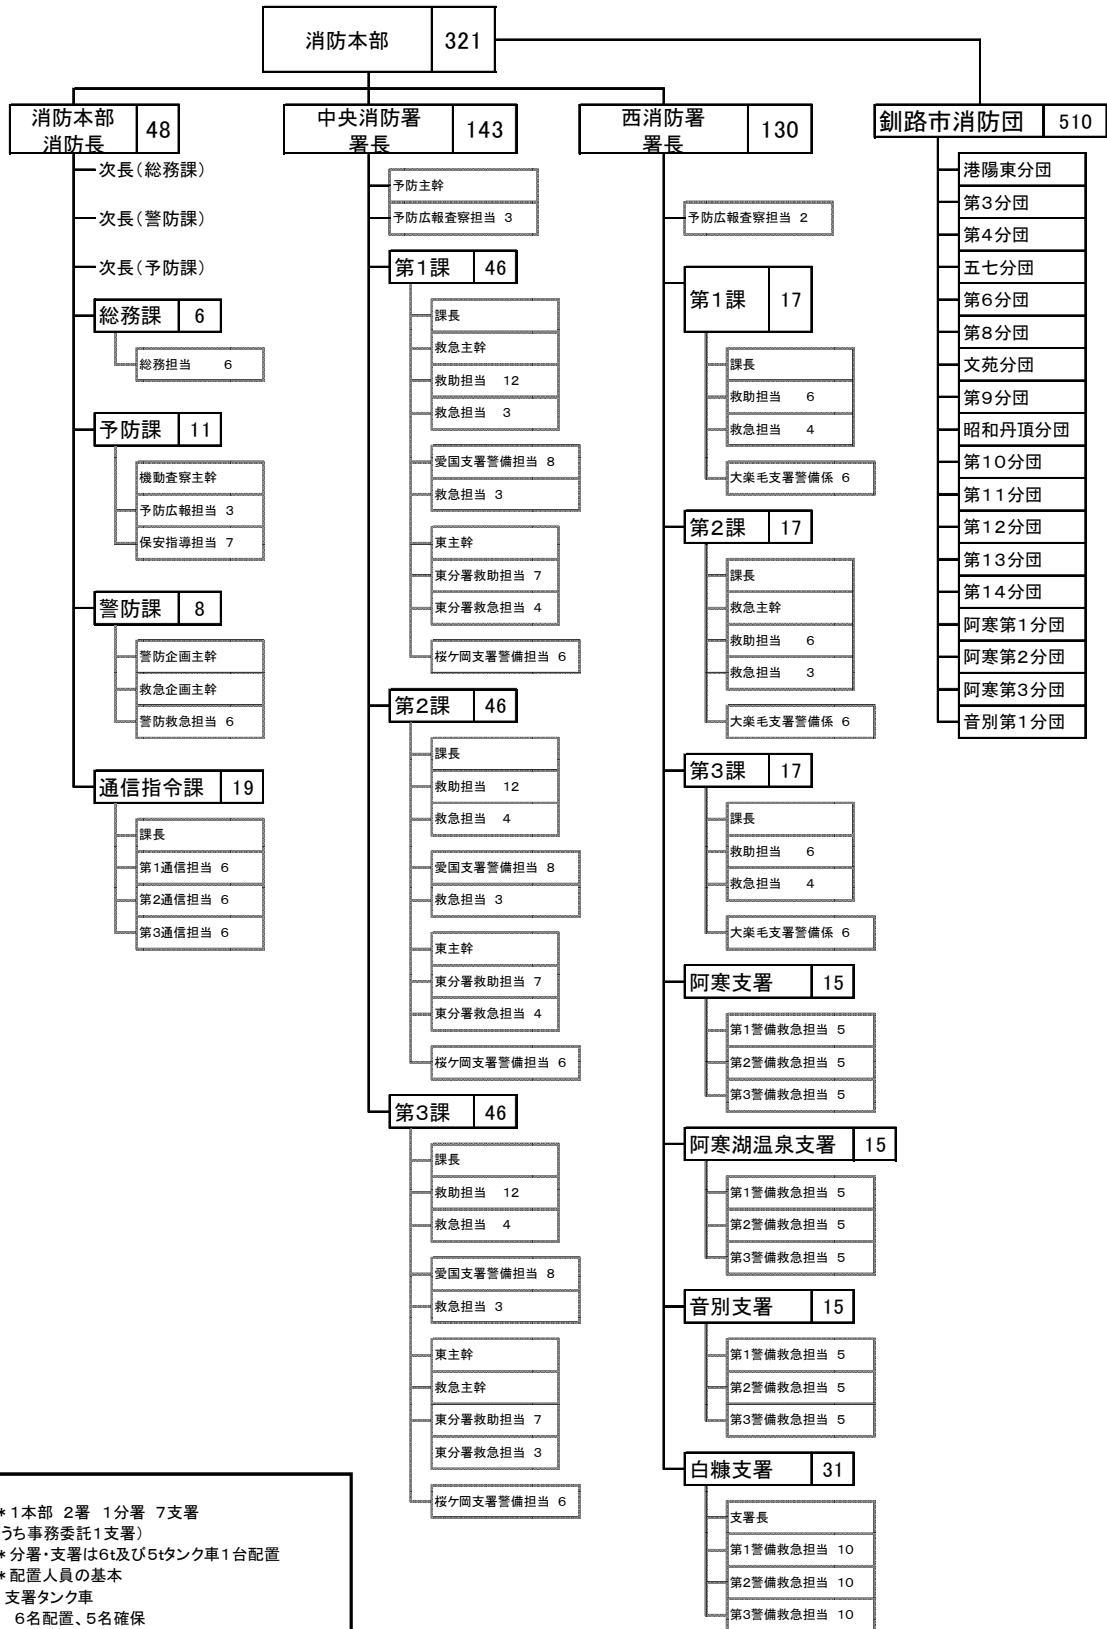 消防本部 321
消防本部
消防長 48
次長(総務課)
次長(警防課)
次長(予防課)
総務課 6
総務担当 6
予防課 11
機動査察主幹
予防広報担当 3
保安指導担当 7
警防課 8
警防企画主幹
救急企画主幹
警防救急担当 6
通信指令課 19
課長
第1通信担当 6
第2通信担当 6
第3通信担当 6
中央消防署
署長 143
予防主幹
予防広報査察担当 3
第1課 46
課長
救急主幹
救助担当 12
救急担当 3
愛国支署警備担当 8
救急担当 3
東主幹
東分署救助担当 7
東分署救急担当 4
桜ケ岡支署警備担当 6
第2課 46
課長
救助担当 12
救急担当 4
愛国支署警備担当 8
救急担当 3
東主幹
東分署救助担当 7
東分署救急担当 4
桜ケ岡支署警備担当 6
第3課 46
課長
救助担当 12
救急担当 4
愛国支署警備担当 8
救急担当 3
東主幹
救急主幹
東分署救助担当 7
東分署救急担当 3
桜ケ岡支署警備担当 6
西消防署
署長 130
予防広報査察担当 2
第1課 17
課長
救助担当 6
救急担当 4
大楽毛支署警備係 6
第2課 17
課長
救急主幹
救助担当 6
救急担当 3
大楽毛支署警備係 6
第3課 17
課長
救助担当 6
救急担当 4
大楽毛支署警備係 6
阿寒支署 15
第1警備救急担当 5
第2警備救急担当 5
第3警備救急担当 5
阿寒湖温泉支署 15
第1警備救急担当 5
第2警備救急担当 5
第3警備救急担当 5
音別支署 15
第1警備救急担当 5
第2警備救急担当 5
第3警備救急担当 5
白糠支署 31
支署長
第1警備救急担当 10
第2警備救急担当 10
第3警備救急担当 10
釧路市消防団 510
港陽東分団
第3分団
第4分団
五七分団
第6分団
第8分団
文苑分団
第9分団
昭和丹頂分団
第10分団
第11分団
第12分団
第13分団
第14分団
阿寒第1分団
阿寒第2分団
阿寒第3分団
音別第1分団
*1本部 2署 1分署 7支署
うち事務委託1支署)
*分署・支署は6t及び5tタンク車1台配置
*配置人員の基本
支署タンク車
6名配置、5名確保